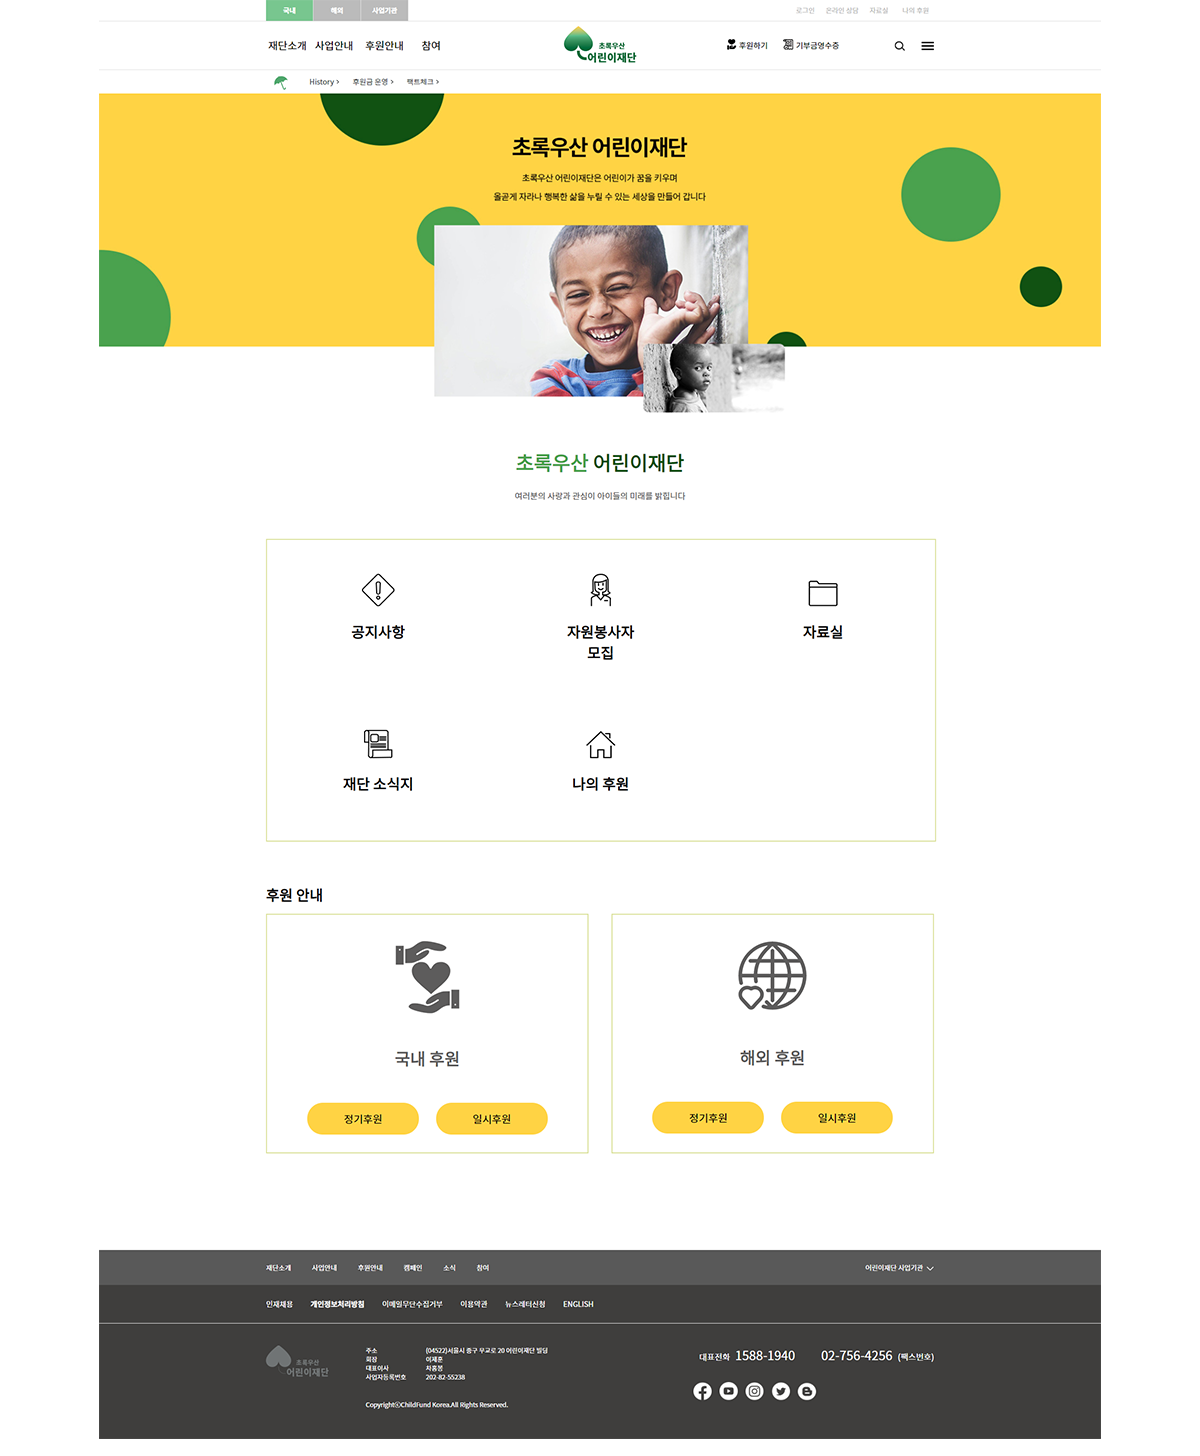 국내 해외 사업기관
로그인 온라인 상담 자료실 나의 후원
재단소개 사업안내 후원안내 참여
초록우산
어린이재단
후원하기 기부금영수증
History > 후원금 운영 > 팩트체크 >
초록우산 어린이재단
초록우산 어린이재단은 어린이가 꿈을 키우며
올곧게 자라나 행복한 삶을 누릴 수 있는 세상을 만들어 갑니다
초록우산 어린이재단
여러분의 사랑과 관심이 아이들의 미래를 밝힙니다
공지사항
자원봉사자
모집
자료실
재단 소식지
나의 후원
후원 안내
국내 후원
정기후원 일시후원
해외 후원
정기후원 일시후원
재단소개 사업안내 후원안내 캠페인 소식 참여
어린이재단 사업기관
인재채용 개인정보처리방침 이메일무단수집거부 이용약관 뉴스레터신청 ENGLISH
초록우산
어린이재단
주소 (04522)서울시 중구 무교로 20 어린이재단 빌딩
회장 이제훈
대표이사 차흥봉
사업자등록번호 202-82-55238
CopyrightⓒChildFund Korea.All Rights Reserved.
대표전화 1588-1940 02-756-4256 (팩스번호)